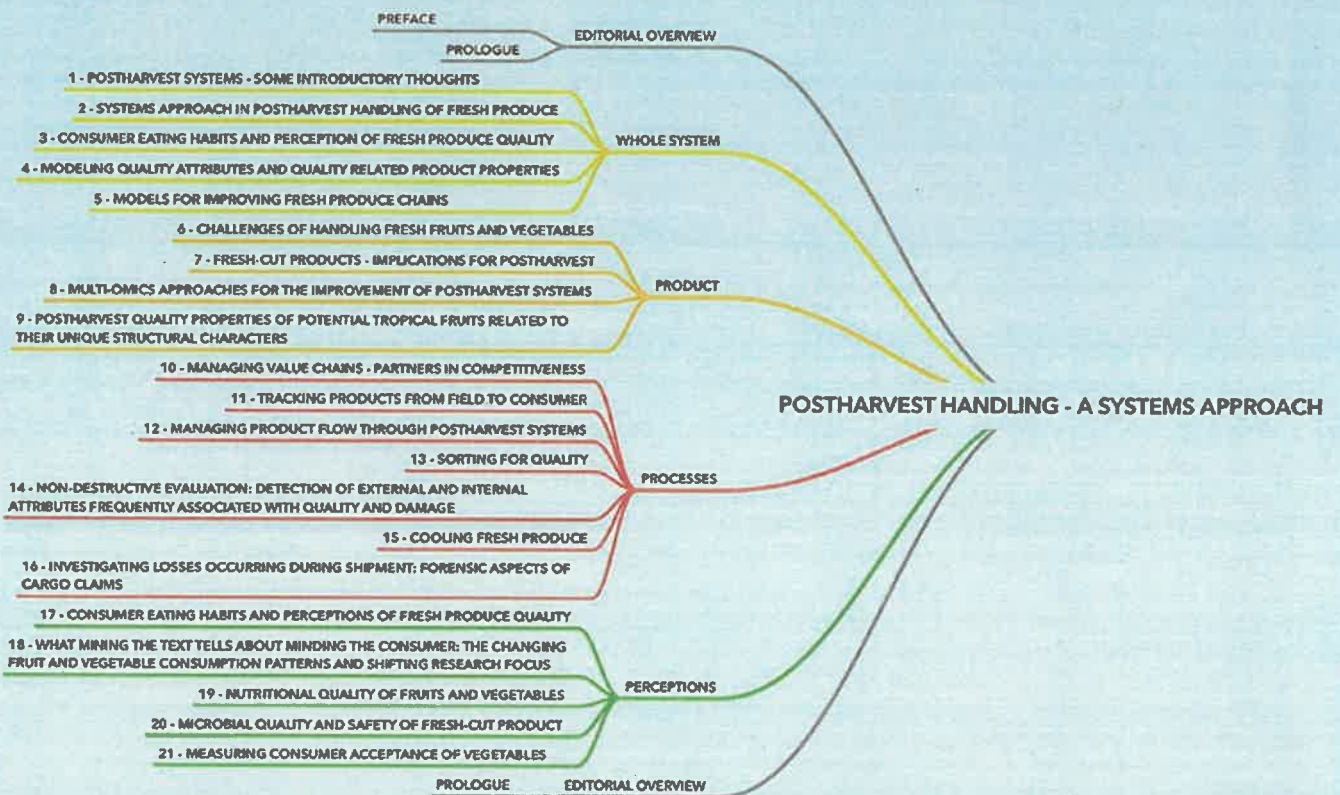 PREFACE
EDITORIAL OVERVIEW
PROLOGUE
1 - POSTHARVEST SYSTEMS - SOME INTRODUCTORY THOUGHTS
2 - SYSTEMS APPROACH IN POSTHARVEST HANDLING OF FRESH PRODUCE
3 - CONSUMER EATING HABITS AND PERCEPTION OF FRESH PRODUCE QUALITY
WHOLE SYSTEM
4 - MODELING QUALITY ATTRIBUTES AND QUALITY RELATED PRODUCT PROPERTIES
5 - MODELS FOR IMPROVING FRESH PRODUCE CHAINS
6 - CHALLENGES OF HANDLING FRESH FRUITS AND VEGETABLES
7 - FRESH-CUT PRODUCTS - IMPLICATIONS FOR POSTHARVEST
PRODUCT
8 - MULTI-OMICS APPROACHES FOR THE IMPROVEMENT OF POSTHARVEST SYSTEMS
9 - POSTHARVEST QUALITY PROPERTIES OF POTENTIAL TROPICAL FRUITS RELATED TO
THEIR UNIQUE STRUCTURAL CHARACTERS
10 - MANAGING VALUE CHAINS - PARTNERS IN COMPETITIVENESS
11 - TRACKING PRODUCTS FROM FIELD TO CONSUMER
POSTHARVEST HANDLING - A SYSTEMS APPROACH
12 - MANAGING PRODUCT FLOW THROUGH POSTHARVEST SYSTEMS
13 - SORTING FOR QUALITY
PROCESSES
14 - NON-DESTRUCTIVE EVALUATION: DETECTION OF EXTERNAL AND INTERNAL
ATTRIBUTES FREQUENTLY ASSOCIATED WITH QUALITY AND DAMAGE
15 - COOLING FRESH PRODUCE
16 - INVESTIGATING LOSSES OCCURRING DURING SHIPMENT: FORENSIC ASPECTS OF
CARGO CLAIMS
17 - CONSUMER EATING HABITS AND PERCEPTIONS OF FRESH PRODUCE QUALITY
18 - WHAT MINING THE TEXT TELLS ABOUT MINDING THE CONSUMER: THE CHANGING
FRUIT AND VEGETABLE CONSUMPTION PATTERNS AND SHIFTING RESEARCH FOCUS
PERCEPTIONS
19 - NUTRITIONAL QUALITY OF FRUITS AND VEGETABLES
20 - MICROBIAL QUALITY AND SAFETY OF FRESH-CUT PRODUCT
21 - MEASURING CONSUMER ACCEPTANCE OF VEGETABLES
PROLOGUE
EDITORIAL OVERVIEW